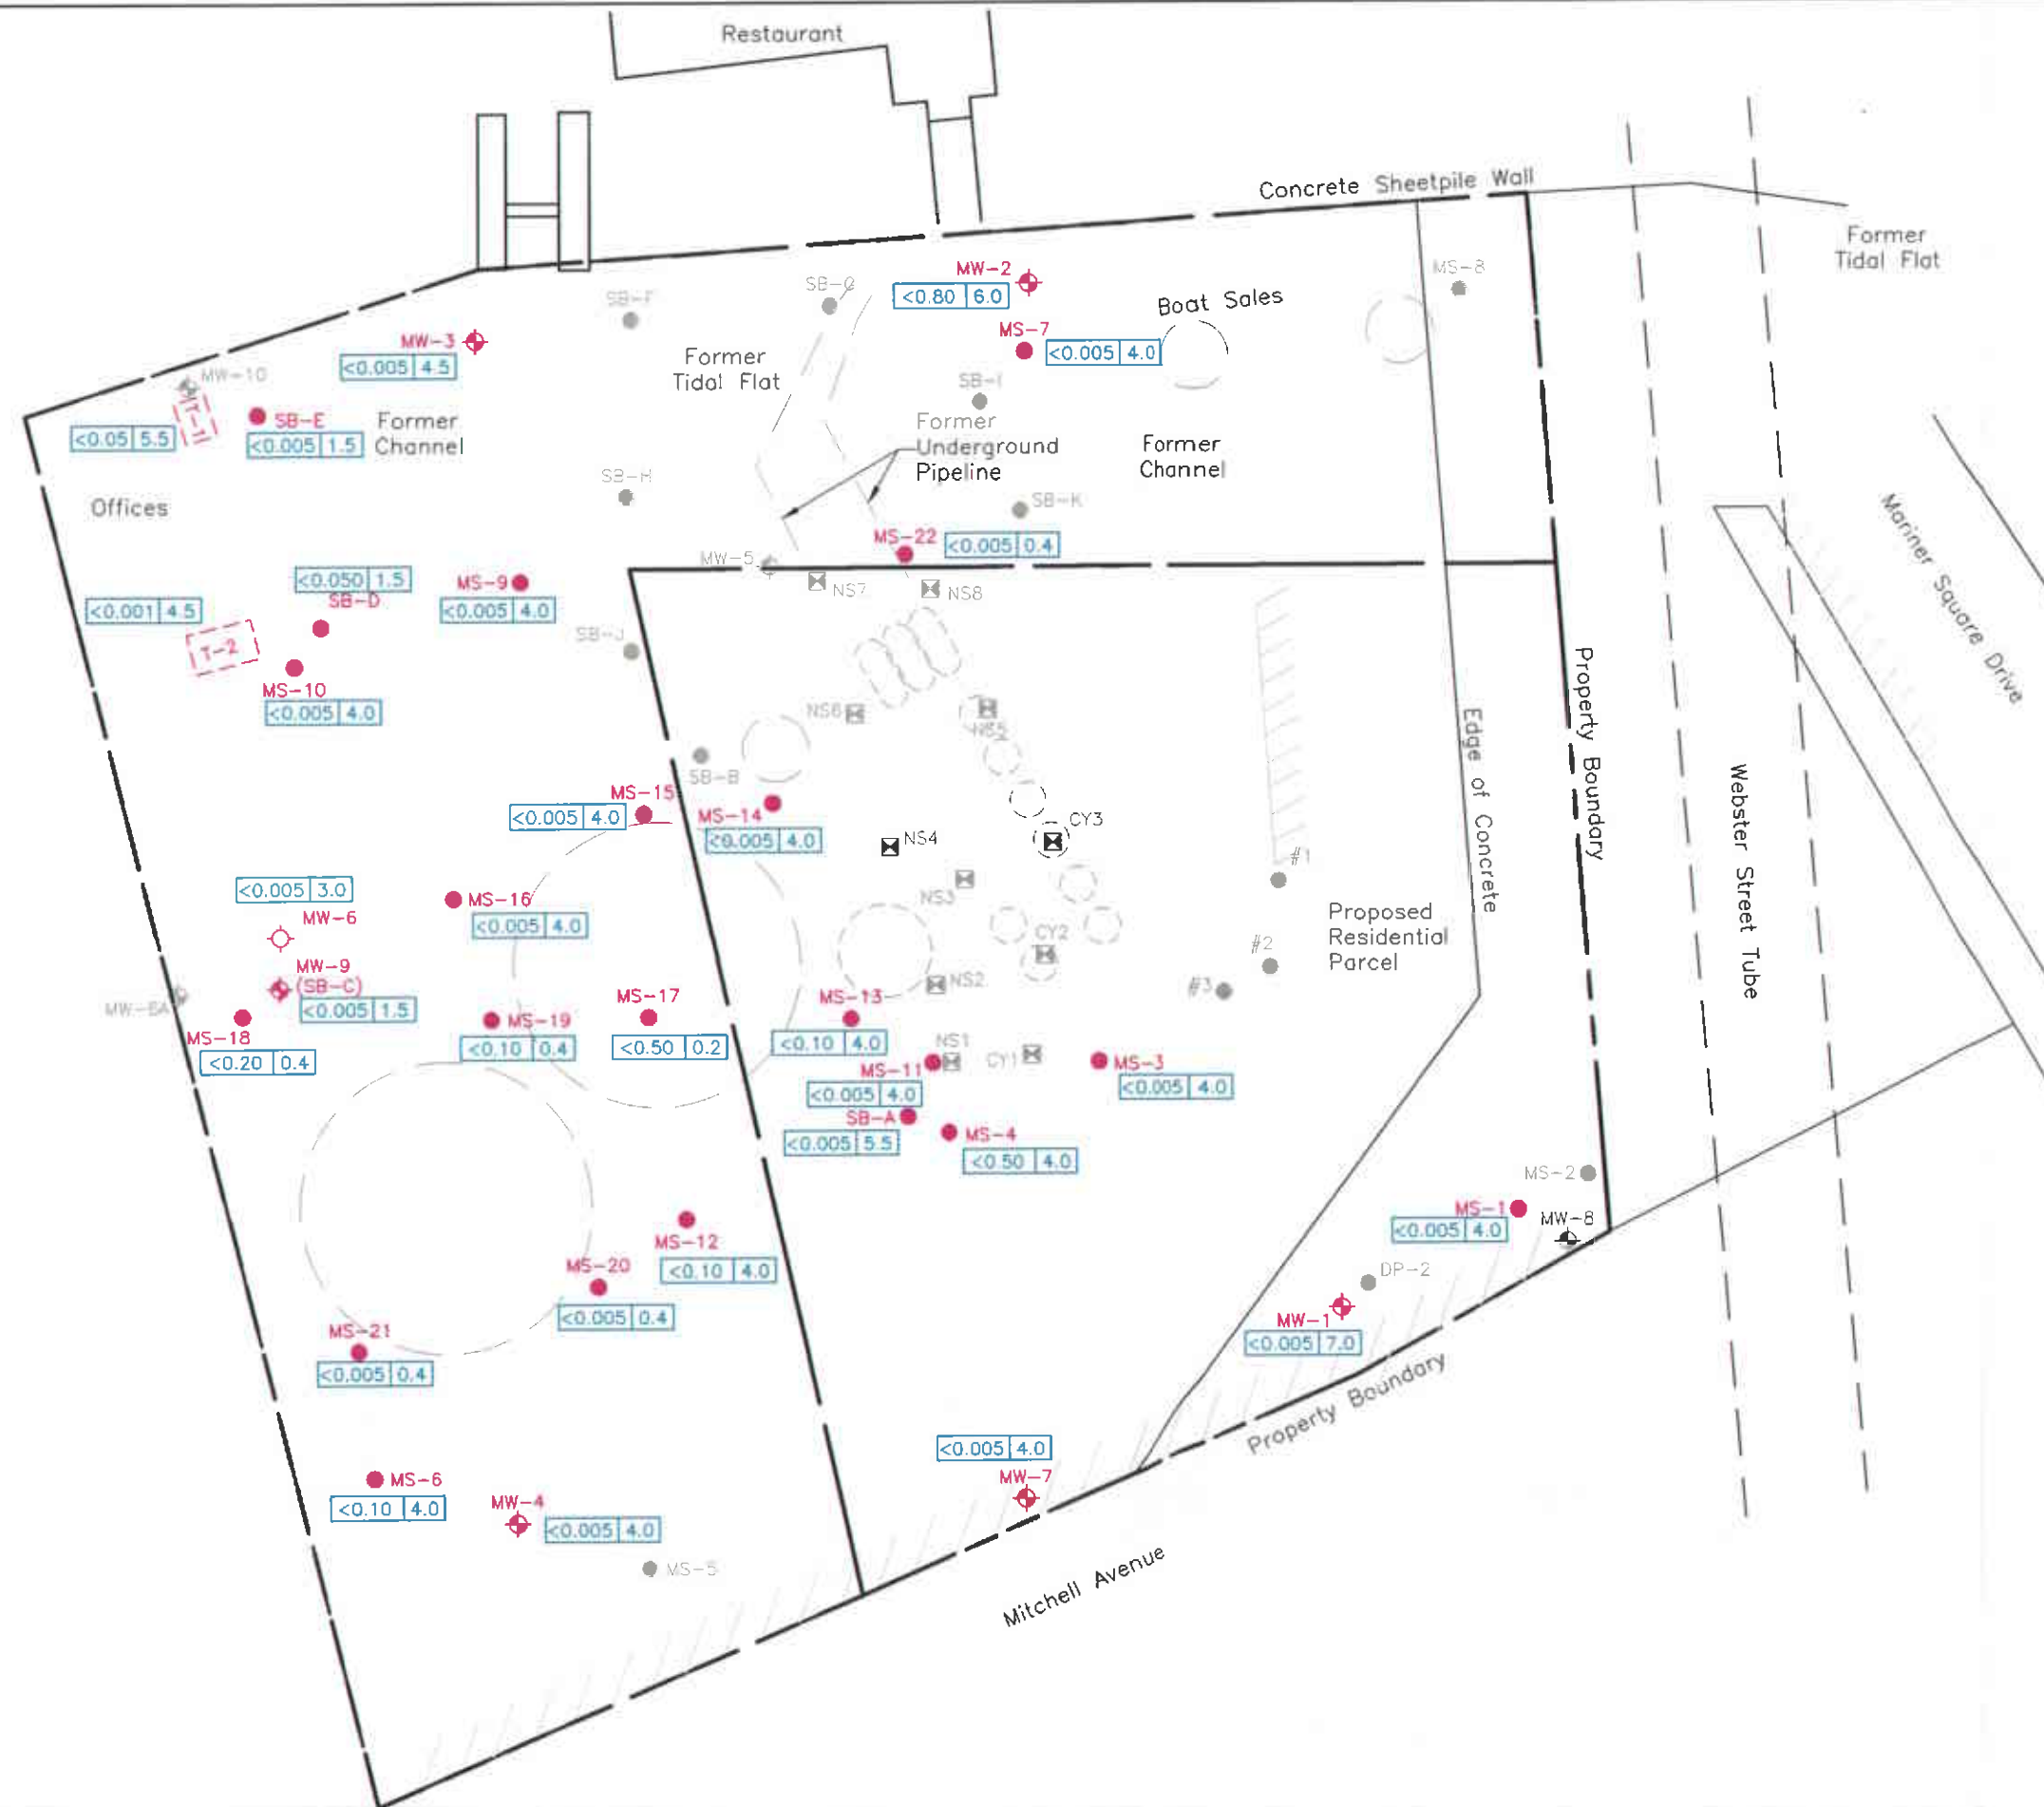 Restaurant
Concrete Sheetpile Wall
Former
Tidal Flat
MS-8
MW-2
<0.80 6.0
Boat Sales
SB-F
MS-7
<0.005 4.0
MW-3
<0.005 4.5
Former
Tidal Flat
MW-10
T-1
SB-I
SB-E
<0.005 1.5
<0.05 5.5
Former
Channel
Former
Underground
Pipeline
Former
Channel
SB-H
SB-K
Offices
Mariner Square Drive
MS-22
<0.005 0.4
MW-5
<0.050 1.5
SB-D
MS-9
<0.005 4.0
NS7
NS8
<0.001 4.5
T-2
SB-J
MS-10
<0.005 4.0
NS6
NS5
Edge of Concrete
Property Boundary
Webster Street Tube
SB-B
MS-15
<0.005 4.0
MS-14
<0.005 4.0
CY3
NS4
#1
NS3
<0.005 3.0
MW-6
MS-16
<0.005 4.0
Proposed
Residential
Parcel
CY2
#2
MW-9
(SB-C)
<0.005 1.5
NS2
#3
MW-6A
MS-18
<0.20 0.4
MS-19
<0.10 0.4
MS-17
<0.50 0.2
MS-13
<0.10 4.0
NS1
CY1
MS-3
<0.005 4.0
MS-11
<0.005 4.0
SB-A
<0.005 5.5
MS-4
<0.50 4.0
MS-2
MS-1
<0.005 4.0
MW-8
MS-12
<0.10 4.0
MS-20
<0.005 0.4
DP-2
MW-1
<0.005 7.0
MS-21
<0.005 0.4
Property Boundary
<0.005 4.0
MW-7
MS-6
<0.10 4.0
MW-4
<0.005 4.0
MS-5
Mitchell Avenue